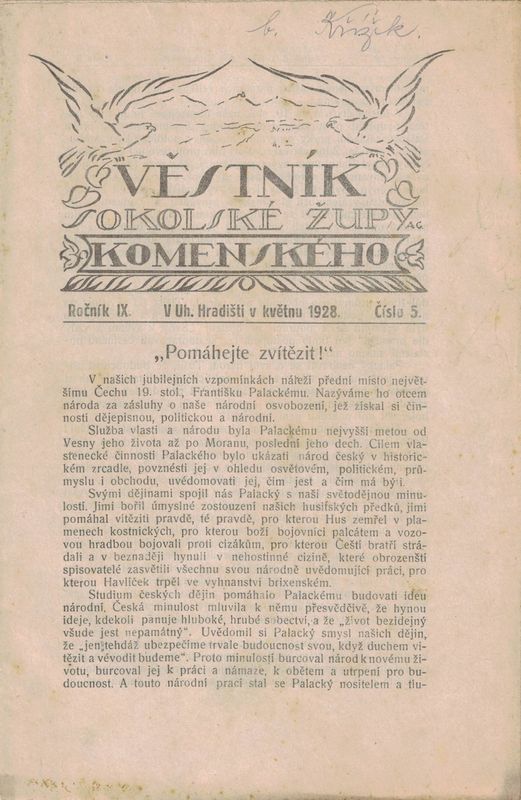 b. Křížek.
VĚSTNÍK
SOKOLSKÉ ŽUPY
A.G.
KOMENSKÉHO
Ročník IX. V Uh. Hradišti v květnu 1928. Číslo 5.
„Pomáhejte zvítězit!“
V našich jubilejních vzpomínkách náleží přední místo největ-
šímu Čechu 19. stol., Františku Palackému. Nazýváme ho otcem
národa za zásluhy o naše národní osvobození, jež získal si čin-
ností dějepisnou, politickou a národní.
Služba vlasti a národu byla Palackému nejvyšší metou od
Vesny jeho života až po Moranu, poslední jeho dech. Cílem vla-
stenecké činnosti Palackého bylo ukázati národ český v historic-
kém zrcadle, povznésti jej v ohledu osvětovém, politickém, prů-
myslu i obchodu, uvědomovati jej, čím jest a čím má býti.
Svými dějinami spojil nás Palacký s naší světodějnou minu-
lostí. Jimi bořil úmyslné zostouzení našich husitských předků, jimi
pomáhal vítěziti pravdě, té pravdě, pro kterou Hus zemřel v pla-
menech kostnických, pro kterou boží bojovníci palcátem a vozo-
vou hradbou bojovali proti cizákům, pro kterou Čeští bratří strá-
dali a v beznaději hynuli v nehostinné cizině, které obrozenští
spisovatelé zasvětili všechnu svou národně uvědomující práci, pro
kterou Havlíček trpěl ve vyhnanství brixenském.
Studium českých dějin pomáhalo Palackému budovati ideu
národní. Česká minulost mluvila k němu přesvědčivě, že hynou
ideje, kdekoli panuje hluboké, hrubé sobectví, a že „život bezidejný
všude jest nepamátný“. Uvědomil si Palacký smysl našich dějin,
že „jen tehdáž ubezpečíme trvale budoucnost svou, když duchem ví-
tězit a vévodit budeme“. Proto minulostí burcoval národ k novému ži-
votu, burcoval jej k práci a námaze, k obětem a utrpení pro bu-
doucnost. A touto národní prací stal se Palacký nositelem a tlu-